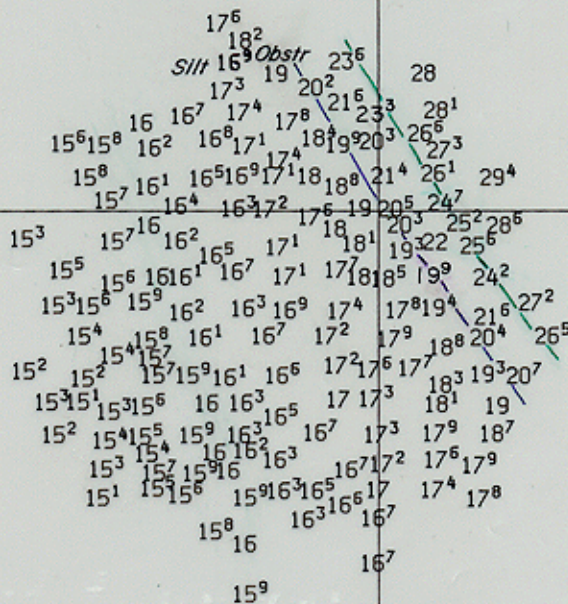 17⁶
18²
Silt 16⁹ Obstr 23⁶
19 28
17³ 20²
21⁶
16⁷ 17⁴ 17⁸ 23³ 28¹
16 18⁴ 19⁹ 20³ 26⁶
15⁶ 15⁸ 16² 16⁸ 17¹ 27³
17⁴
15⁸ 16¹ 16⁵ 16⁹ 17¹ 18 18⁸ 21⁴ 26¹ 29⁴
15⁷ 16⁴ 16³ 17² 17⁶ 19 20⁵ 24⁷
15³ 15⁷ 16 16² 18 20³ 25² 28⁶
16⁵ 17¹ 18¹ 19³ 22 25⁶
15⁵ 15⁶ 16 16¹ 16⁷ 17¹ 17⁷ 18 18⁵ 19⁹ 24²
15³ 15⁶ 15⁹ 16² 16³ 16⁹ 17⁴ 17⁸ 19⁴ 21⁶ 27²
15⁴ 15⁸ 16¹ 16⁷ 17² 17⁹ 18⁸ 20⁴ 26⁵
15⁴ 15⁷
15² 15² 15⁷ 15⁹ 16¹ 16⁶ 17² 17⁶ 17⁷ 18³ 19³ 20⁷
15³ 15¹ 15³ 15⁶ 16 16³ 16⁵ 17 17³ 18¹ 19
15² 15⁴ 15⁵ 15⁹ 16³ 16⁷ 17³ 17⁹ 18⁷
15⁴ 16 16²
15³ 15⁷ 15⁹ 16 16³ 16⁷ 17² 17⁶ 17⁹
15¹ 15⁵ 15⁶ 15⁹ 16³ 16⁵ 17 17⁴ 17⁸
16⁶
15⁸ 16³ 16⁷
16
16⁷
15⁹